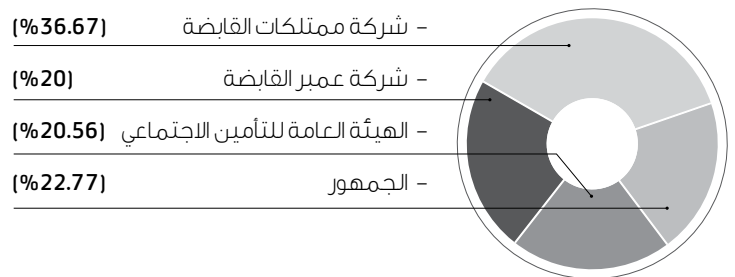 – شركة ممتلكات القابضة (%36.67)
– شركة عمبر القابضة (%20)
– الهيئة العامة للتأمين الاجتماعي (%20.56)
– الجمهور (%22.77)